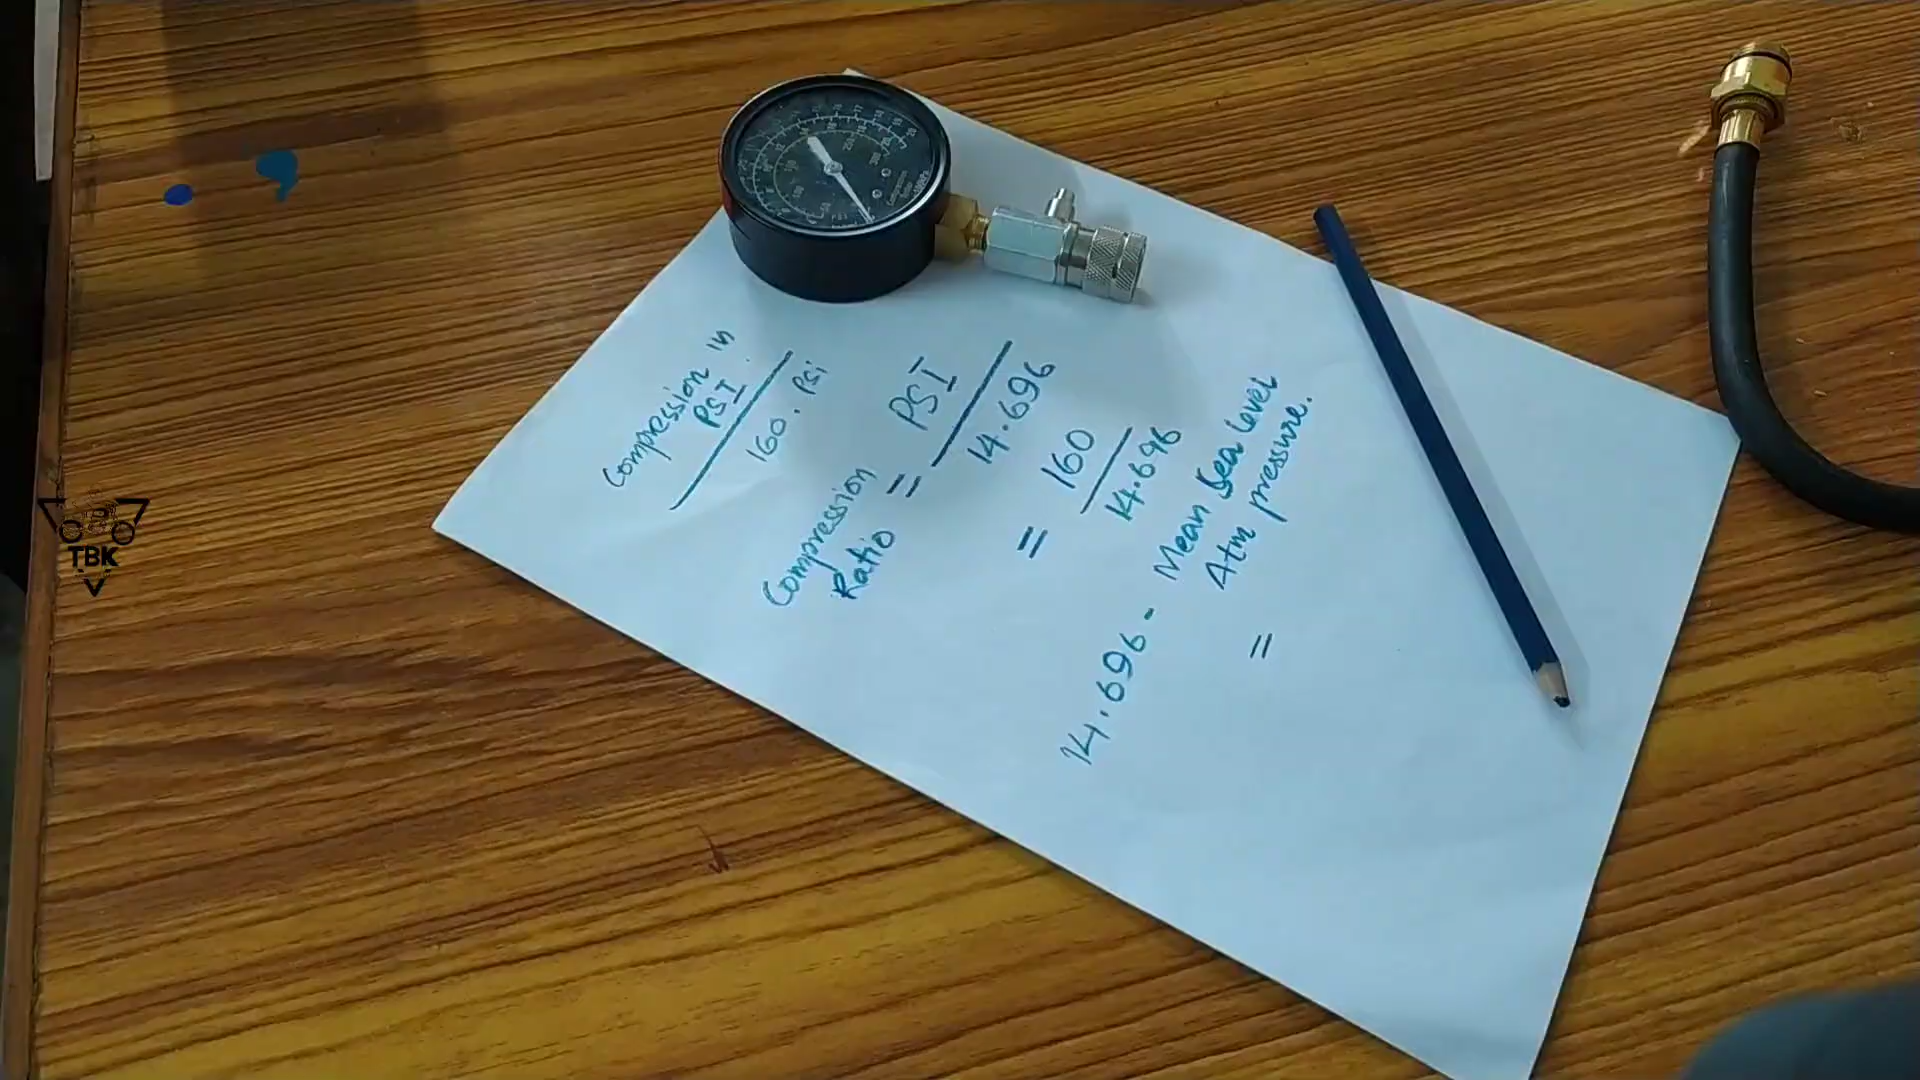 Compression in
PSI
160. Psi
Compression
Ratio
=
PSI
14.696
=
160
14.696
14.696 - Mean Sea Level
Atm pressure.
=
TBK